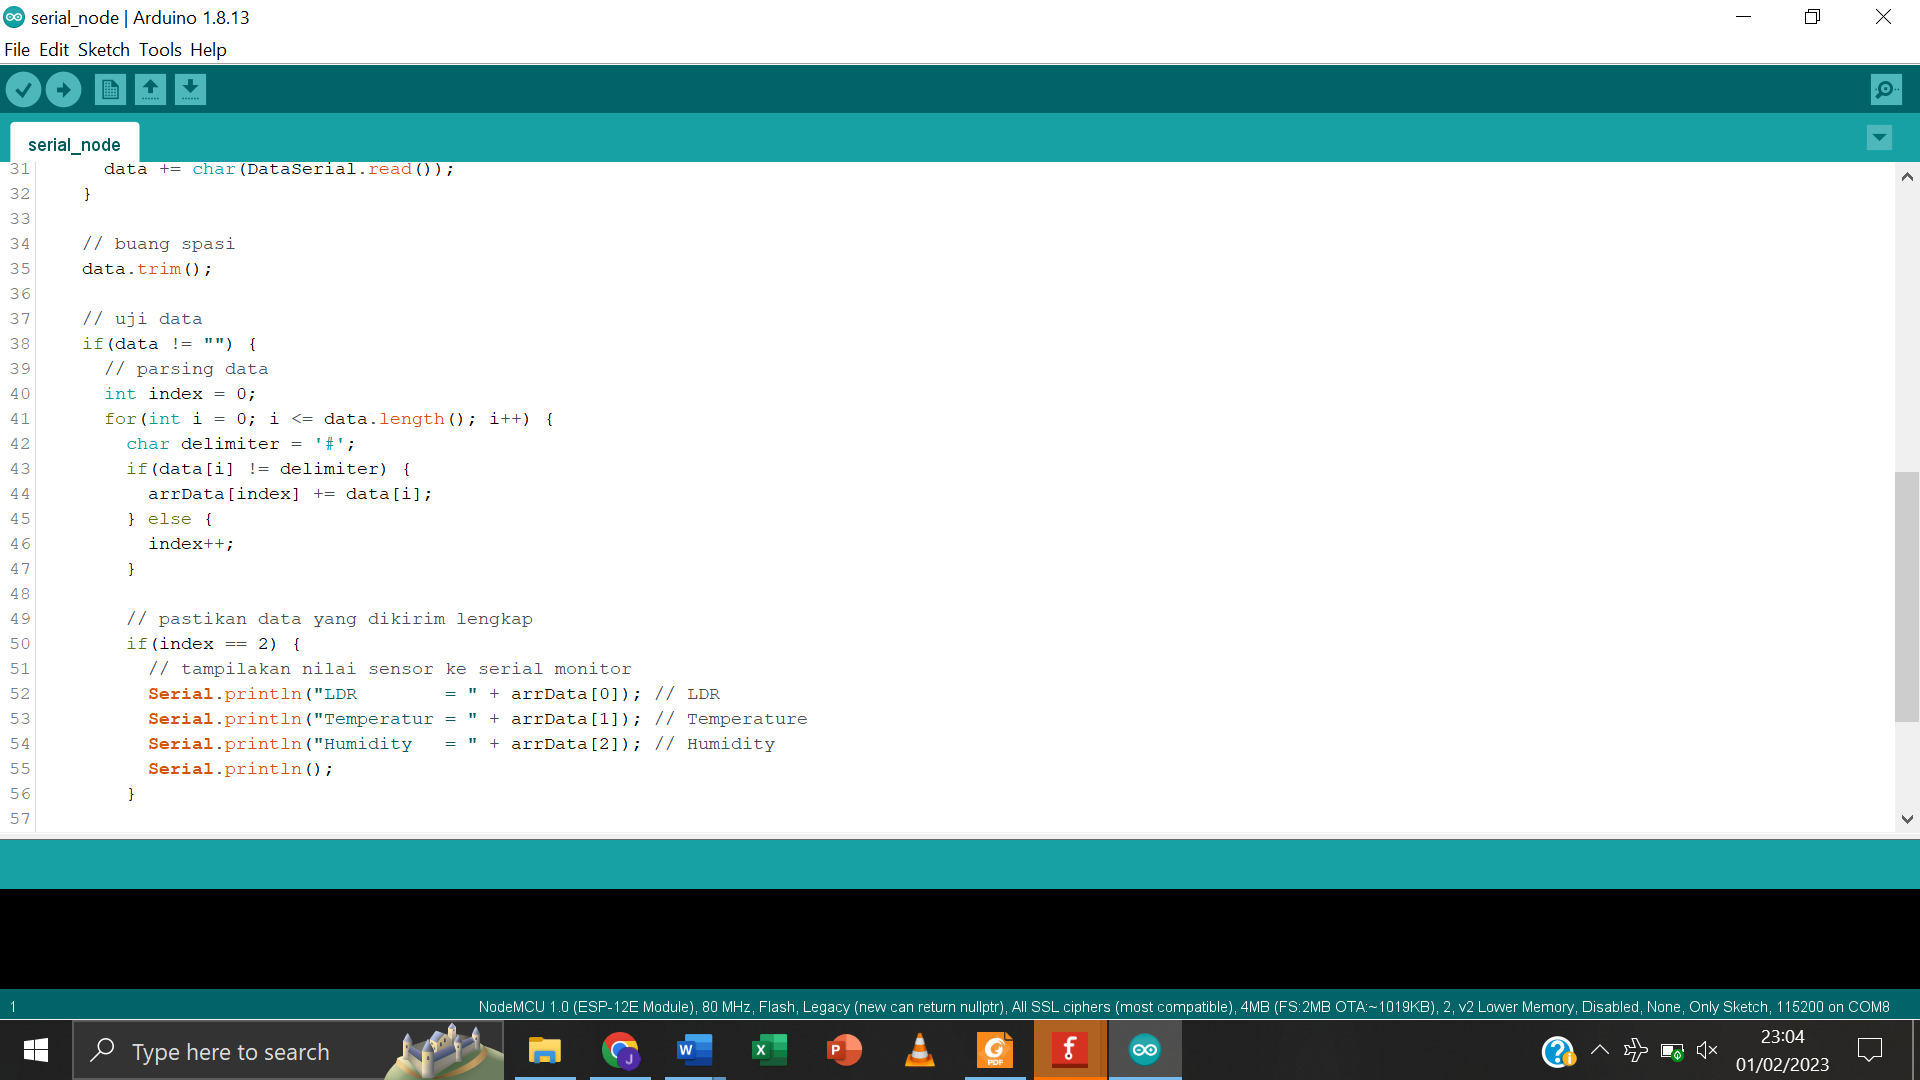 serial_node | Arduino 1.8.13
File Edit Sketch Tools Help
serial_node
31 data += char(DataSerial.read());
32 }
33
34 // buang spasi
35 data.trim();
36
37 // uji data
38 if(data != "") {
39 // parsing data
40 int index = 0;
41 for(int i = 0; i <= data.length(); i++) {
42 char delimiter = '#';
43 if(data[i] != delimiter) {
44 arrData[index] += data[i];
45 } else {
46 index++;
47 }
48
49 // pastikan data yang dikirim lengkap
50 if(index == 2) {
51 // tampilakan nilai sensor ke serial monitor
52 Serial.println("LDR        = " + arrData[0]); // LDR
53 Serial.println("Temperatur = " + arrData[1]); // Temperature
54 Serial.println("Humidity   = " + arrData[2]); // Humidity
55 Serial.println();
56 }
57
1 NodeMCU 1.0 (ESP-12E Module), 80 MHz, Flash, Legacy (new can return nullptr), All SSL ciphers (most compatible), 4MB (FS:2MB OTA:~1019KB), 2, v2 Lower Memory, Disabled, None, Only Sketch, 115200 on COM8
Type here to search
23:04
01/02/2023